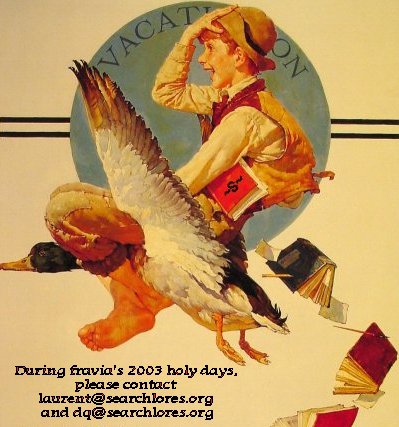 VACATION
-$-
During fravia's 2003 holy days,
please contact
laurent@searchlores.org
and dq@searchlores.org